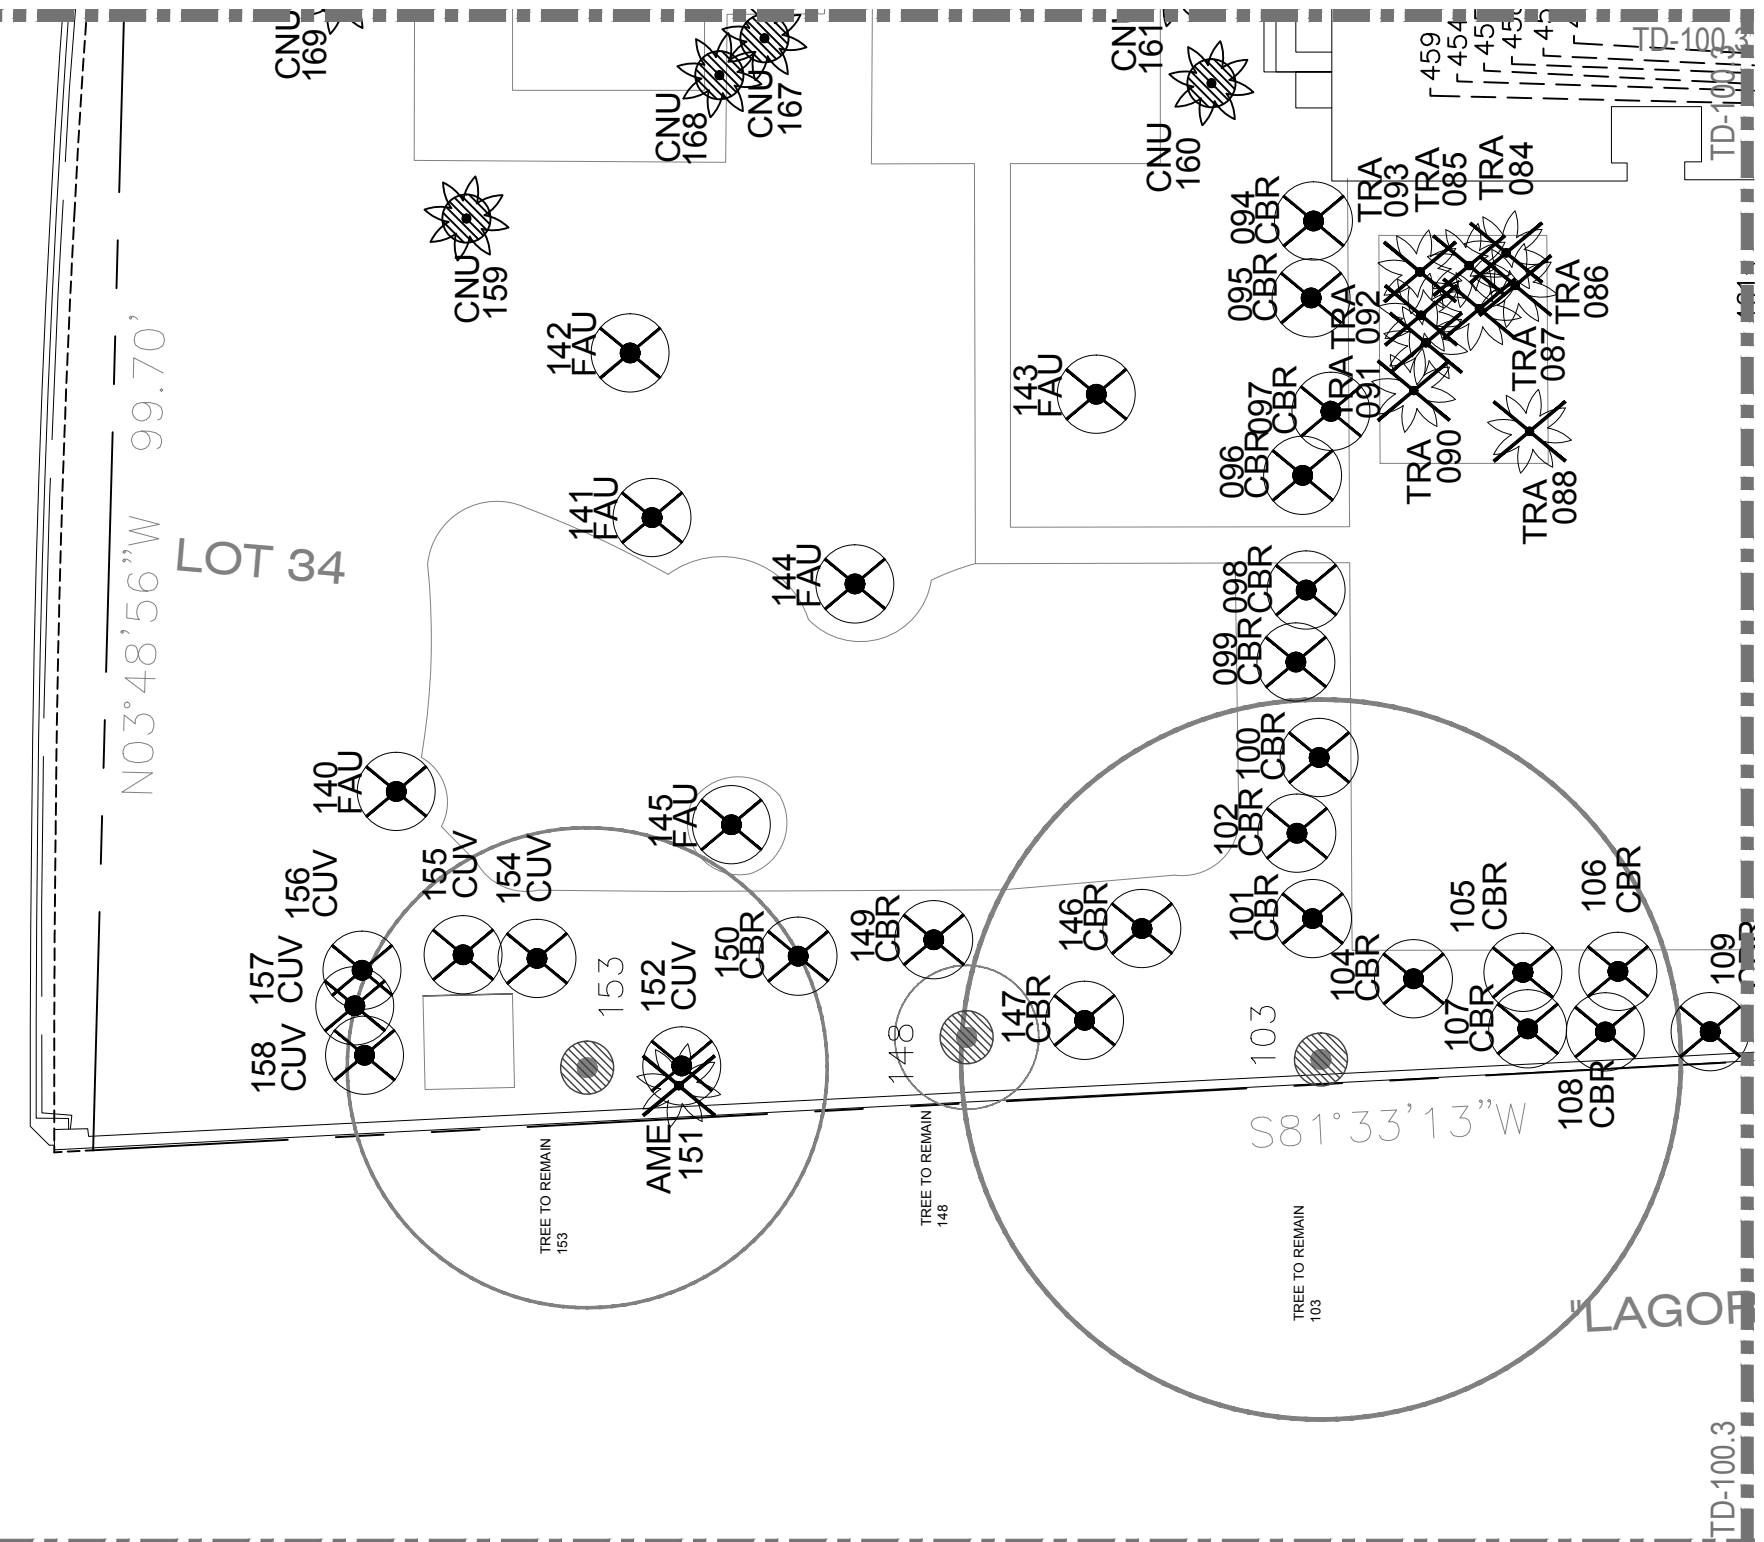 CNU
169
CNU
168
CNU
167
161
CNU
160
459
454
TD-100.3
TD-100.3
CNU
159
094
CBR
095
CBR
TRA
093
TRA
085
TRA
084
TRA
086
TRA
087
TRA
092
TRA
091
TRA
090
TRA
088
097
CBR
096
CBR
142
FAU
143
FAU
141
FAU
144
FAU
N03°48'56"W 99.70'
LOT 34
098
CBR
099
CBR
100
CBR
102
CBR
101
CBR
140
FAU
145
FAU
156
CUV
155
CUV
154
CUV
157
CUV
158
CUV
153
152
CUV
150
CBR
149
CBR
146
CBR
147
CBR
148
103
104
CBR
105
CBR
106
CBR
107
CBR
108
CBR
109
AME
151
S81°33'13"W
TREE TO REMAIN
153
TREE TO REMAIN
148
TREE TO REMAIN
103
TD-100.3